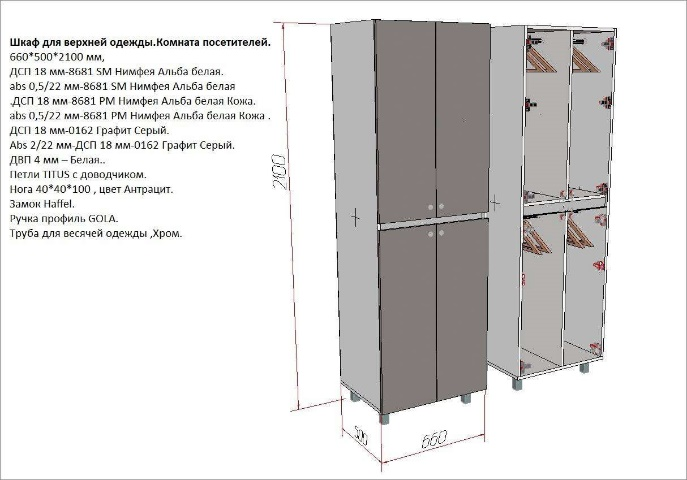 Шкаф для верхней одежды.Комната посетителей.
660*500*2100 мм,
ДСП 18 мм-8681 SM Нимфея Альба белая.
abs 0,5/22 мм-8681 SM Нимфея Альба белая
.ДСП 18 мм-8681 PM Нимфея Альба белая Кожа.
abs 0,5/22 мм-8681 PM Нимфея Альба белая Кожа .
ДСП 18 мм-0162 Графит Серый.
Abs 2/22 мм-ДСП 18 мм-0162 Графит Серый.
ДВП 4 мм – Белая..
Петли TITUS с доводчиком.
Нога 40*40*100 , цвет Антрацит.
Замок Haffel.
Ручка профиль GOLA.
Труба для весячей одежды ,Хром.
2100
500
660